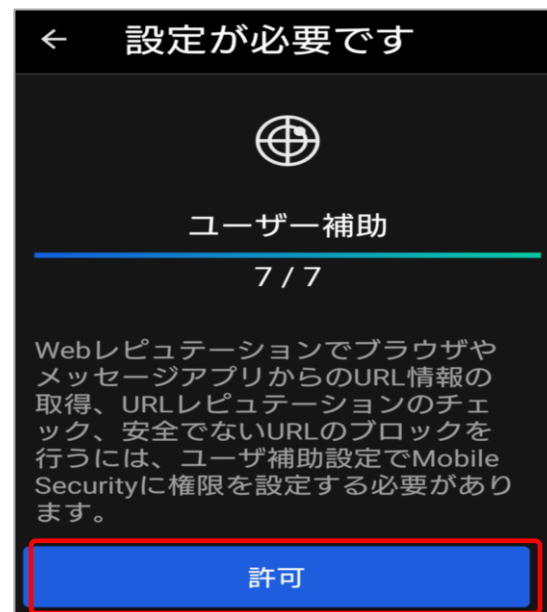 ← 設定が必要です
ユーザー補助
7 / 7
Webレピュテーションでブラウザや
メッセージアプリからのURL情報の
取得、URLレピュテーションのチェ
ック、安全でないURLのブロックを
行うには、ユーザ補助設定でMobile
Securityに権限を設定する必要があり
ます。
許可